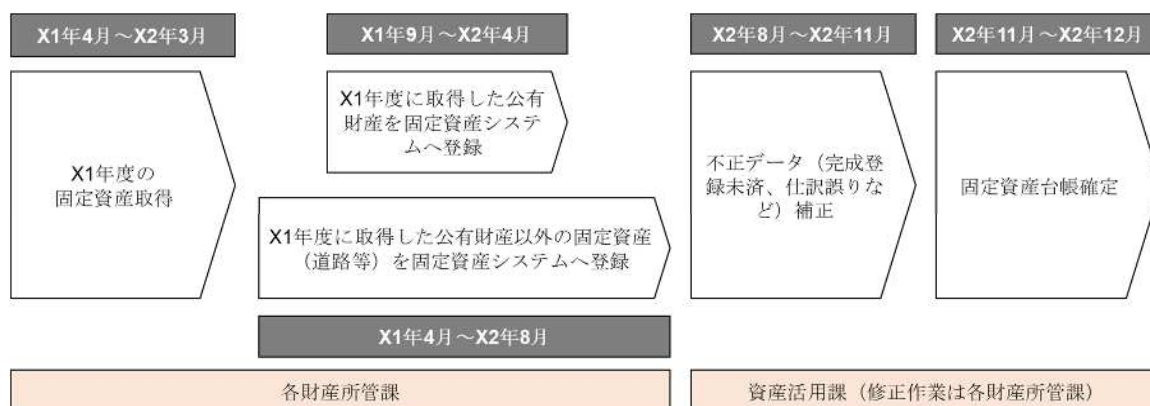 X1年4月～X2年3月
X1年9月～X2年4月
X2年8月～X2年11月
X2年11月～X2年12月
X1年度の
固定資産取得
X1年度に取得した公有
財産を固定資産システ
ムへ登録
X1年度に取得した公有財産以外の固定資産
（道路等）を固定資産システムへ登録
X1年4月～X2年8月
不正データ（完成登
録未済、仕訳誤りな
ど）補正
固定資産台帳確定
各財産所管課
資産活用課（修正作業は各財産所管課）